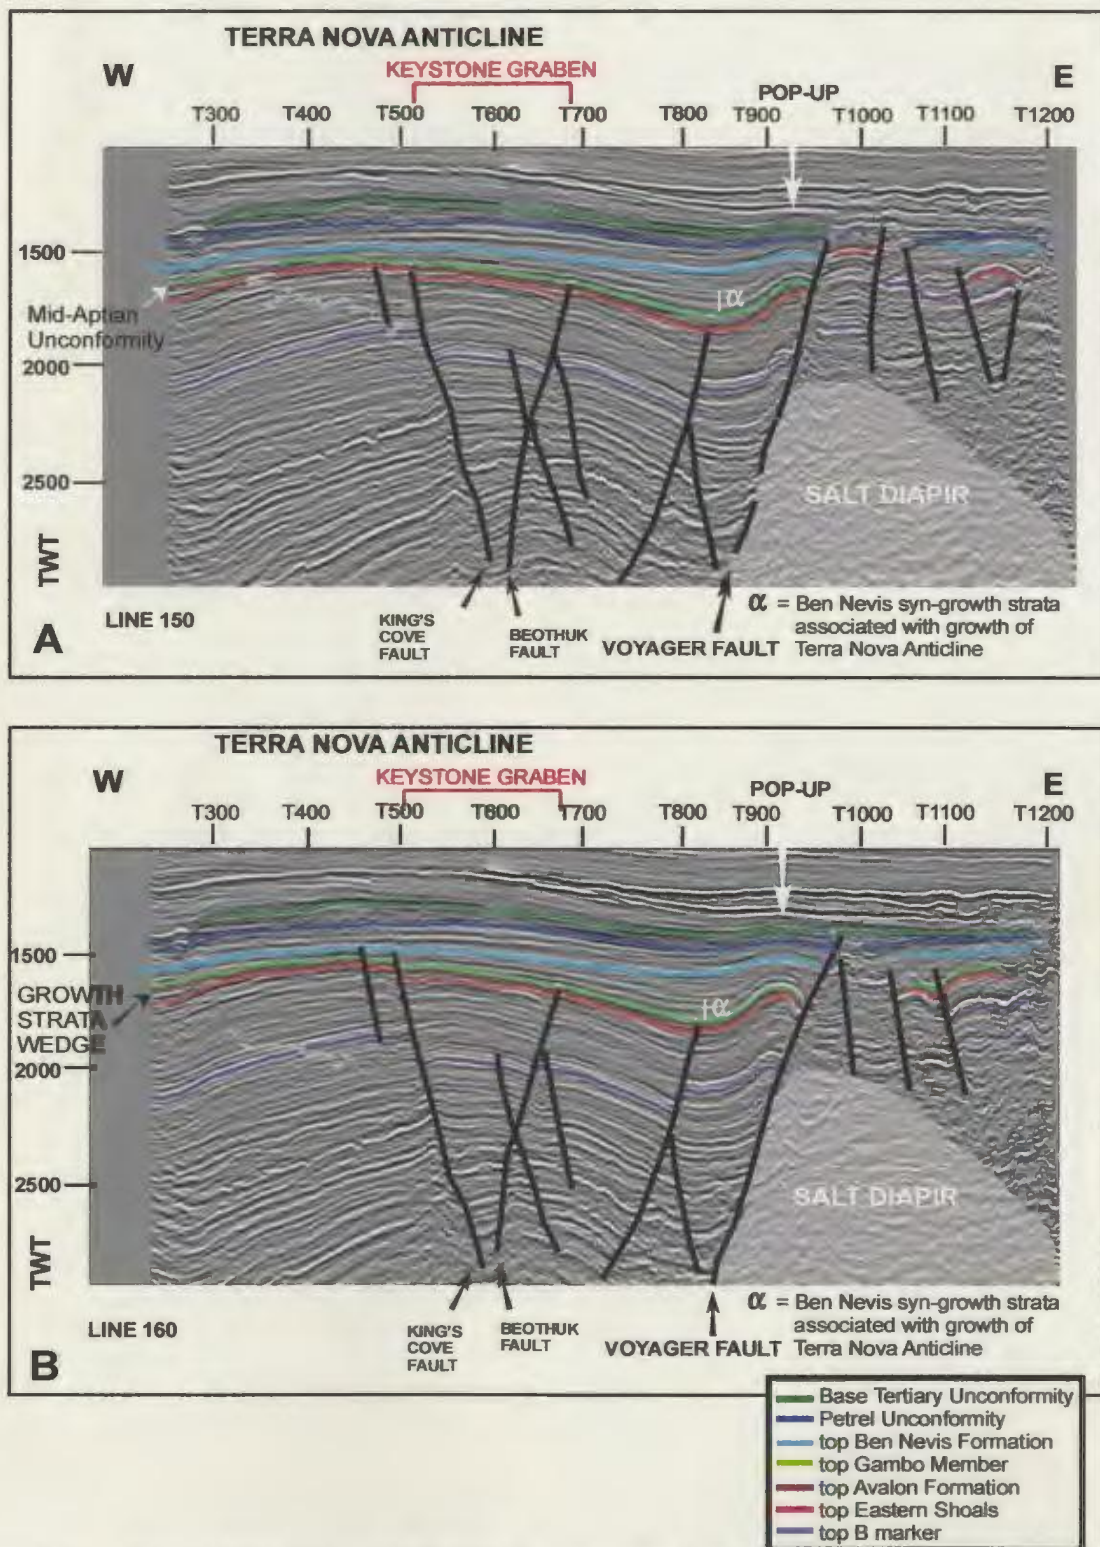 TERRA NOVA ANTICLINE
W
KEYSTONE GRABEN
E
POP-UP
T300 T400 T500 T600 T700 T800 T900 T1000 T1100 T1200
1500
α
Mid-Aptian
Unconformity
2000
2500
SALT DIAPIR
TWT
LINE 150
A
KING'S
COVE
FAULT
BEOTHUK
FAULT
VOYAGER FAULT
α = Ben Nevis syn-growth strata
associated with growth of
Terra Nova Anticline
TERRA NOVA ANTICLINE
W
KEYSTONE GRABEN
E
POP-UP
T300 T400 T500 T600 T700 T800 T900 T1000 T1100 T1200
1500
GROWTH
STRATA
WEDGE
α
2000
2500
SALT DIAPIR
TWT
LINE 160
B
KING'S
COVE
FAULT
BEOTHUK
FAULT
VOYAGER FAULT
α = Ben Nevis syn-growth strata
associated with growth of
Terra Nova Anticline
Base Tertiary Unconformity
Petrel Unconformity
top Ben Nevis Formation
top Gambo Member
top Avalon Formation
top Eastern Shoals
top B marker